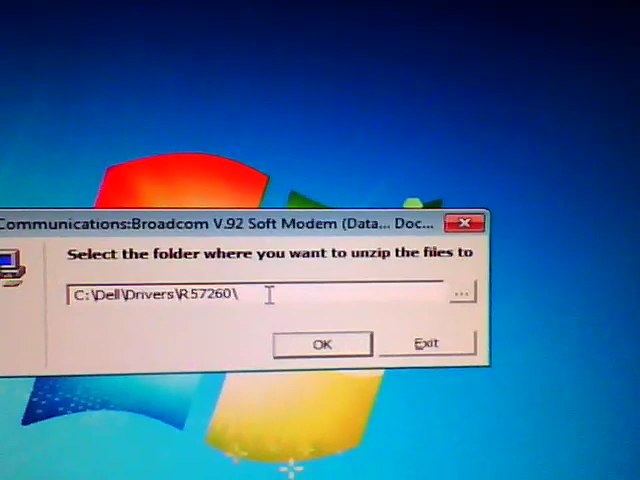 Communications:Broadcom V.92 Soft Modem (Data... Doc...
Select the folder where you want to unzip the files to
C:\Dell\Drivers\R57260\
...
OK
Exit